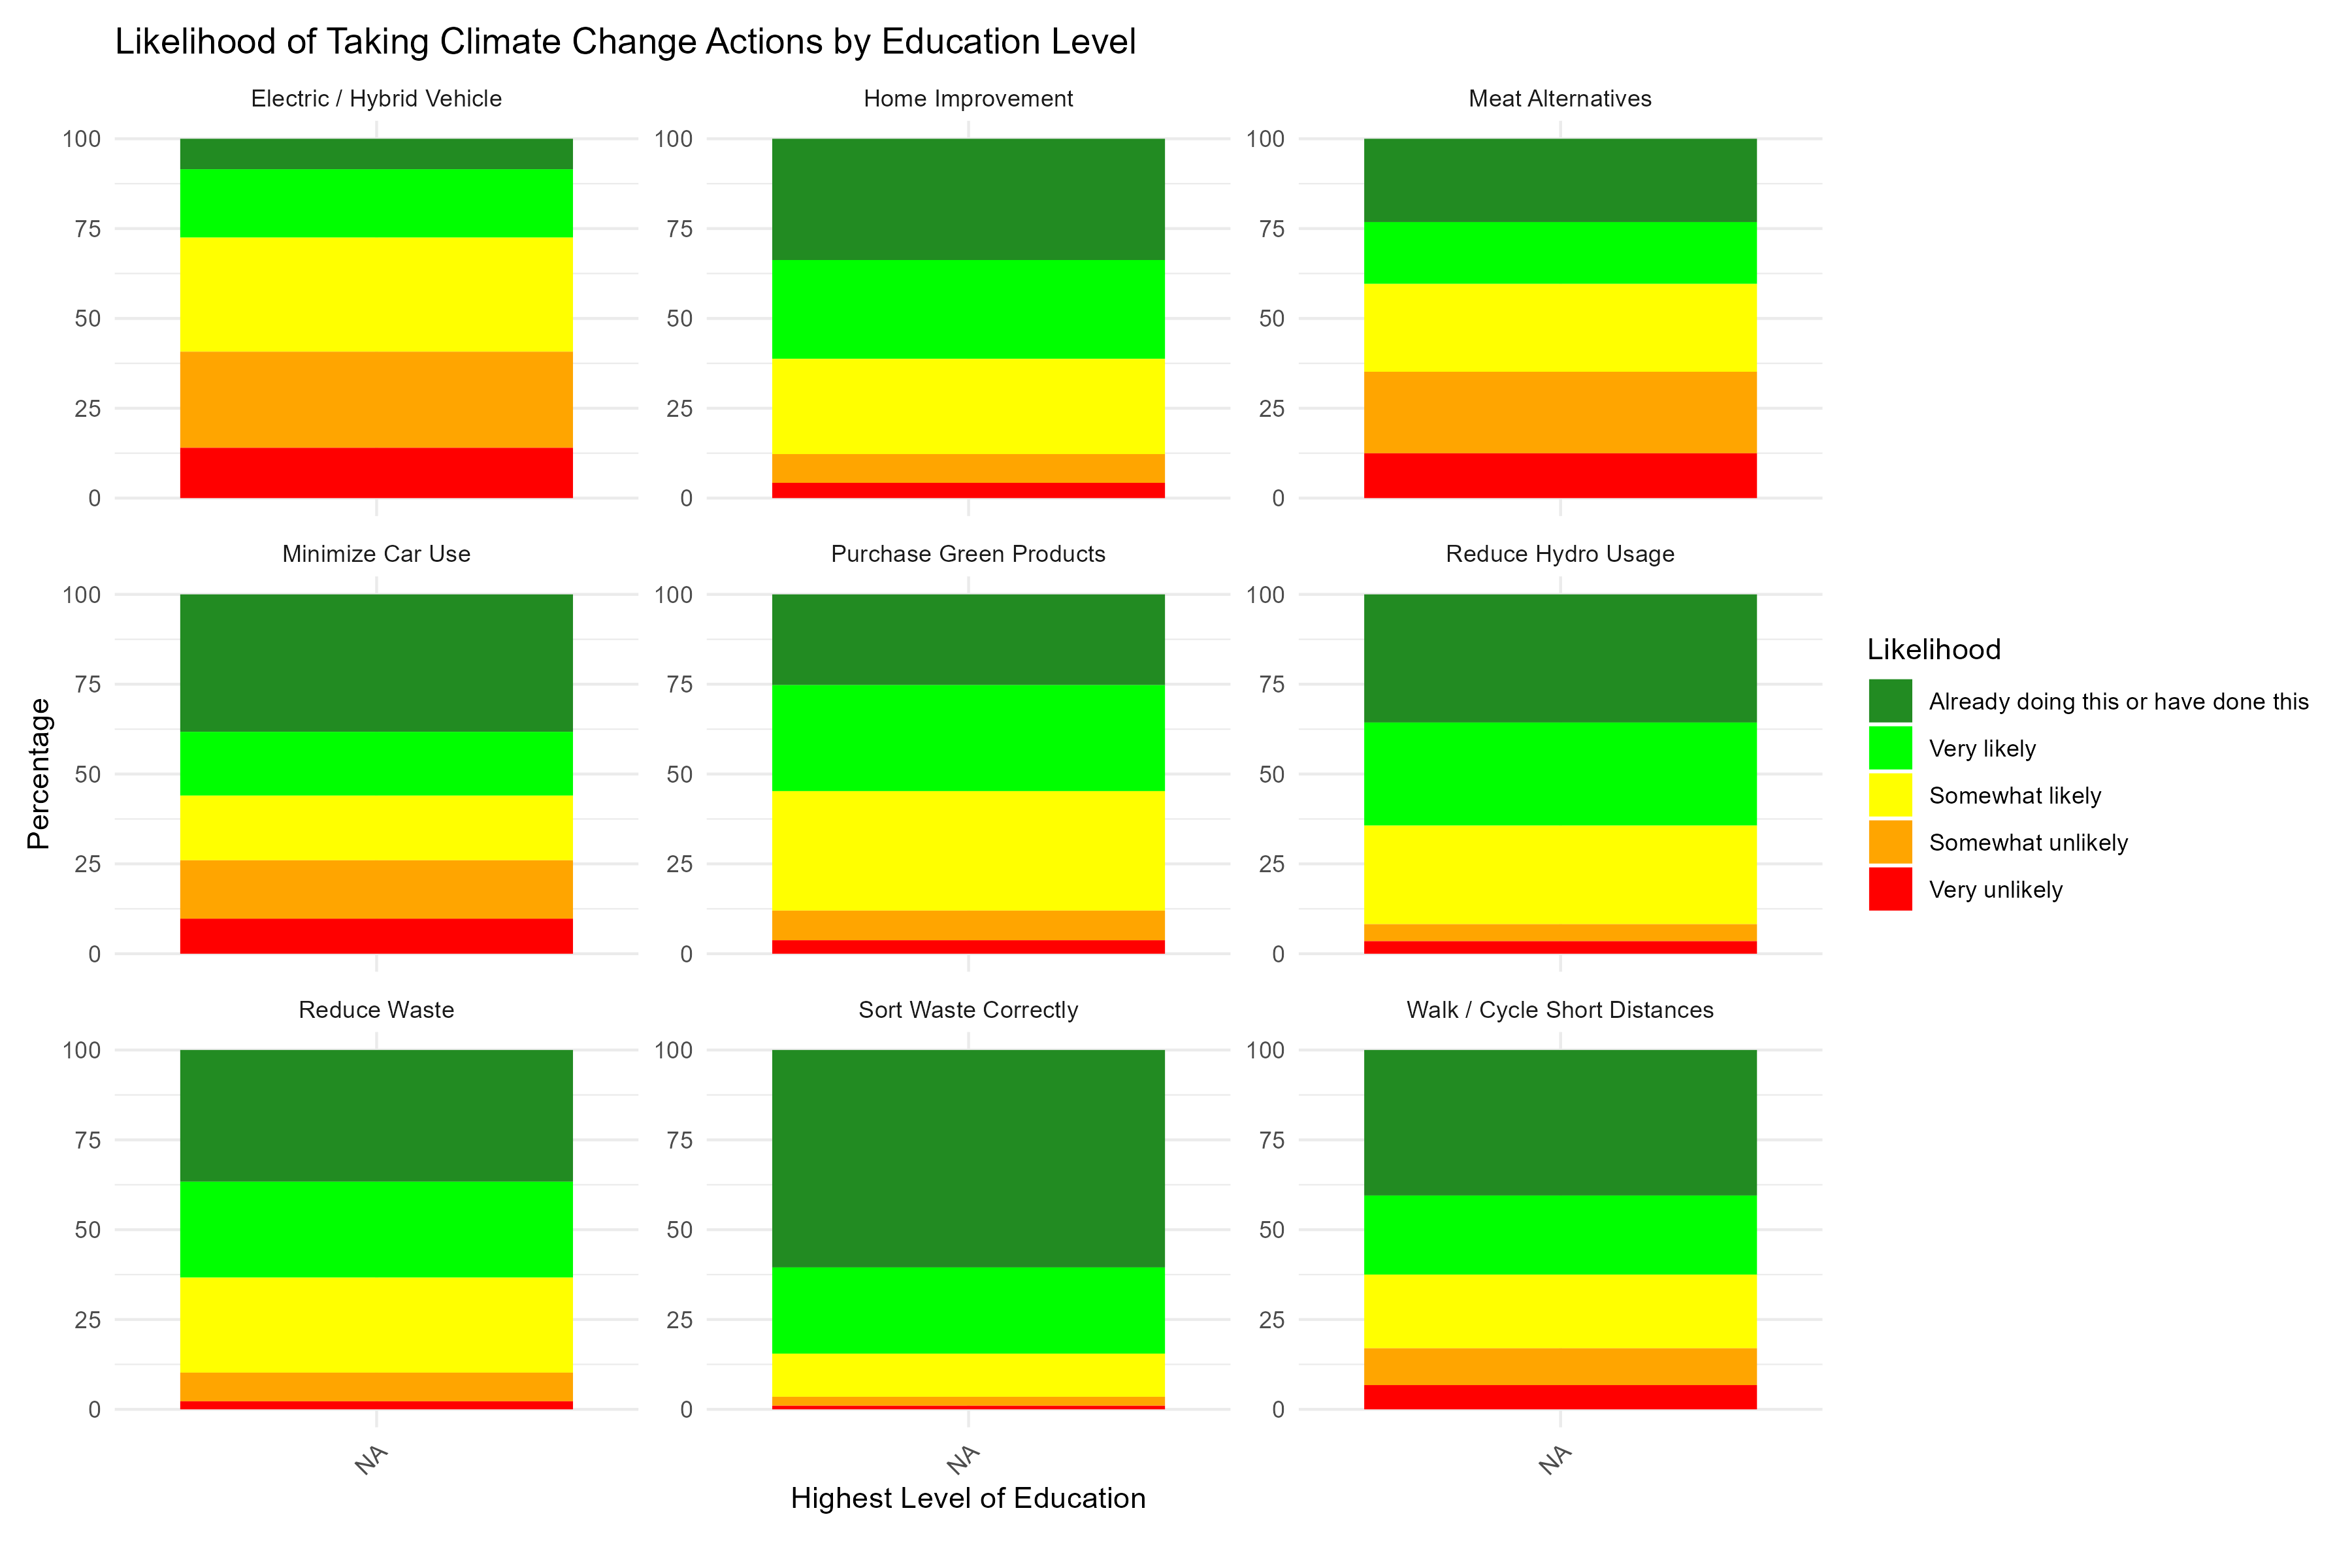 Likelihood of Taking Climate Change Actions by Education Level
Electric / Hybrid Vehicle
Home Improvement
Meat Alternatives
100
75
50
25
0
100
75
50
25
0
100
75
50
25
0
Minimize Car Use
Purchase Green Products
Reduce Hydro Usage
100
75
50
25
0
100
75
50
25
0
100
75
50
25
0
Reduce Waste
Sort Waste Correctly
Walk / Cycle Short Distances
100
75
50
25
0
100
75
50
25
0
100
75
50
25
0
NA
NA
NA
Percentage
Highest Level of Education
Likelihood
Already doing this or have done this
Very likely
Somewhat likely
Somewhat unlikely
Very unlikely